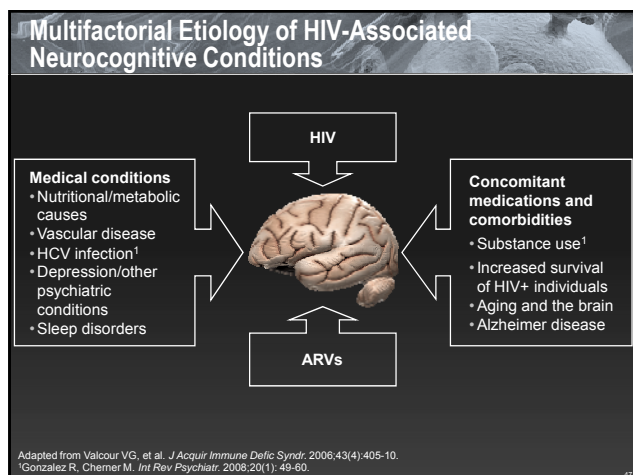 Multifactorial Etiology of HIV-Associated
Neurocognitive Conditions
HIV
Medical conditions
• Nutritional/metabolic
causes
• Vascular disease
• HCV infection¹
• Depression/other
psychiatric
conditions
• Sleep disorders
Concomitant
medications and
comorbidities
• Substance use¹
• Increased survival
of HIV+ individuals
• Aging and the brain
• Alzheimer disease
ARVs
Adapted from Valcour VG, et al. J Acquir Immune Defic Syndr. 2006;43(4):405-10.
¹Gonzalez R, Cherner M. Int Rev Psychiatr. 2008;20(1): 49-60.